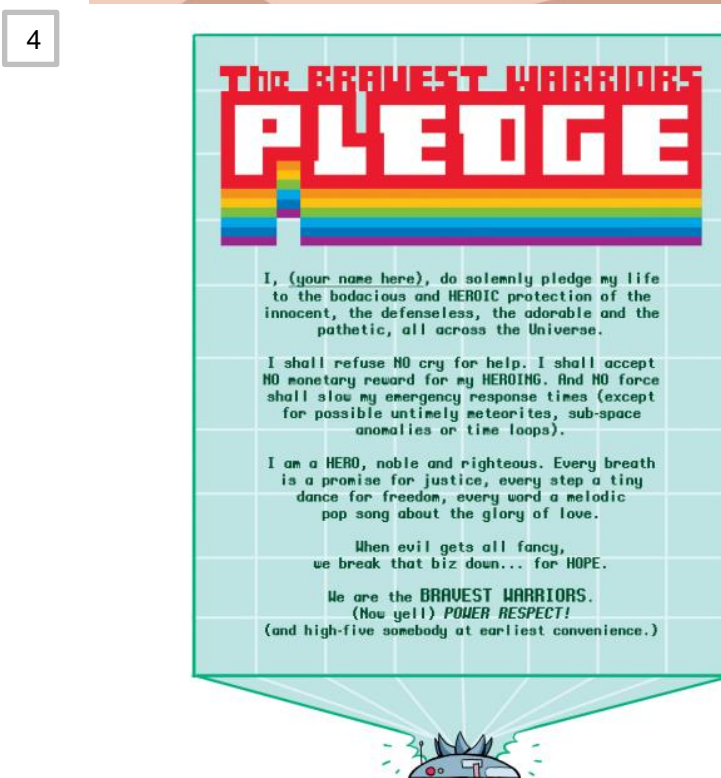 4
The BRAVEST WARRIORS
PLEDGE
I, (your name here), do solemnly pledge my life
to the bodacious and HEROIC protection of the
innocent, the defenseless, the adorable and the
pathetic, all across the Universe.
I shall refuse NO cry for help. I shall accept
NO monetary reward for my HEROING. And NO force
shall slow my emergency response times (except
for possible untimely meteorites, sub-space
anomalies or time loops).
I am a HERO, noble and righteous. Every breath
is a promise for justice, every step a tiny
dance for freedom, every word a melodic
pop song about the glory of love.
When evil gets all fancy,
we break that biz down... for HOPE.
We are the BRAVEST WARRIORS.
(Now yell) POWER RESPECT!
(and high-five somebody at earliest convenience.)